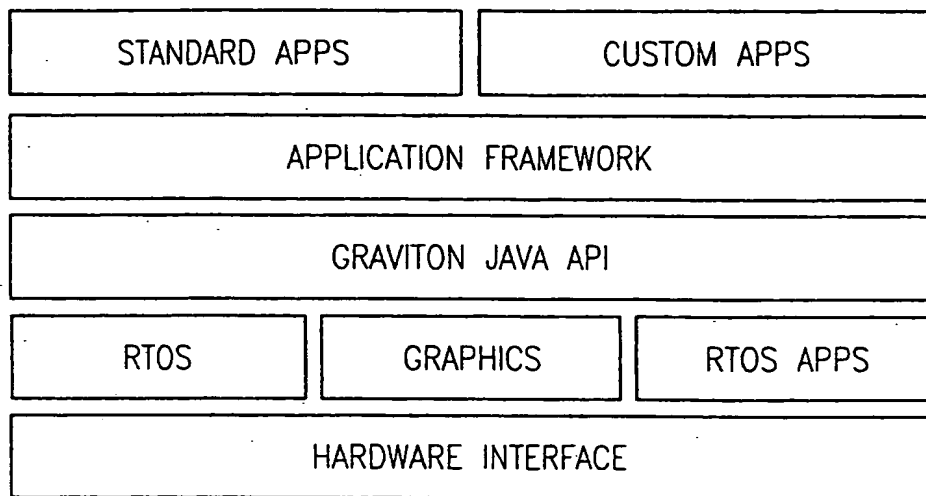 STANDARD APPS
CUSTOM APPS
APPLICATION FRAMEWORK
GRAVITON JAVA API
RTOS
GRAPHICS
RTOS APPS
HARDWARE INTERFACE